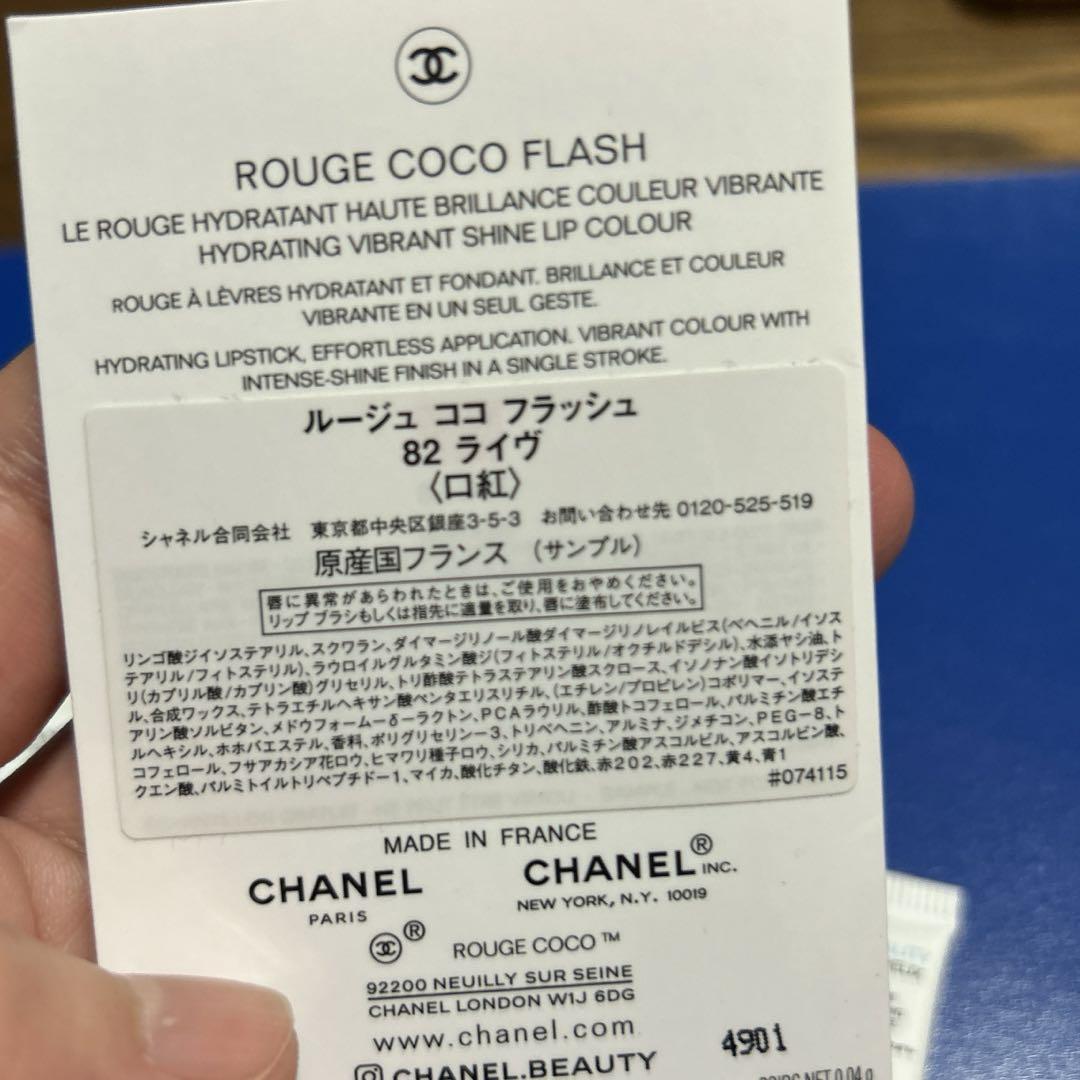 ROUGE COCO FLASH
LE ROUGE HYDRATANT HAUTE BRILLANCE COULEUR VIBRANTE
HYDRATING VIBRANT SHINE LIP COLOUR
ROUGE À LÈVRES HYDRATANT ET FONDANT. BRILLANCE ET COULEUR
VIBRANTE EN UN SEUL GESTE.
HYDRATING LIPSTICK, EFFORTLESS APPLICATION. VIBRANT COLOUR WITH
INTENSE-SHINE FINISH IN A SINGLE STROKE.
ルージュ ココ フラッシュ
82 ライヴ
〈口紅〉
シャネル合同会社 東京都中央区銀座3-5-3 お問い合わせ先 0120-525-519
原産国フランス (サンプル)
唇に異常があらわれたときは、ご使用をおやめください。
リップ ブラシもしくは指先に適量を取り、唇に塗布してください。
リンゴ酸ジイソステアリル、スクワラン、ダイマージリノール酸ダイマージリノレイルビス(ベヘニル/イソス
テアリル/フィトステリル)、ラウロイルグルタミン酸ジ(フィトステリル/オクチルドデシル)、水添ヤシ油、ト
リ(カプリル酸/カプリン酸)グリセリル、トリ酢酸テトラステアリン酸スクロース、イソノナン酸イソトリデシ
ル、合成ワックス、テトラエチルヘキサン酸ペンタエリスリチル、(エチレン/プロピレン)コポリマー、イソステ
アリン酸ソルビタン、メドウフォーム-δ-ラクトン、PCAラウリル、酢酸トコフェロール、パルミチン酸エチ
ルヘキシル、ホホバエステル、香料、ポリグリセリン-3、トリベヘニン、アルミナ、ジメチコン、PEG-8、ト
コフェロール、フサアカシア花ロウ、ヒマワリ種子ロウ、シリカ、パルミチン酸アスコルビル、アスコルビン酸、
クエン酸、パルミトイルトリペプチド-1、マイカ、酸化チタン、酸化鉄、赤202、赤227、黄4、青1
#074115
MADE IN FRANCE
CHANEL CHANEL® INC.
PARIS NEW YORK, N.Y. 10019
® ROUGE COCO™
92200 NEUILLY SUR SEINE
CHANEL LONDON W1J 6DG
www.chanel.com
CHANEL.BEAUTY
4901
NET 0.04